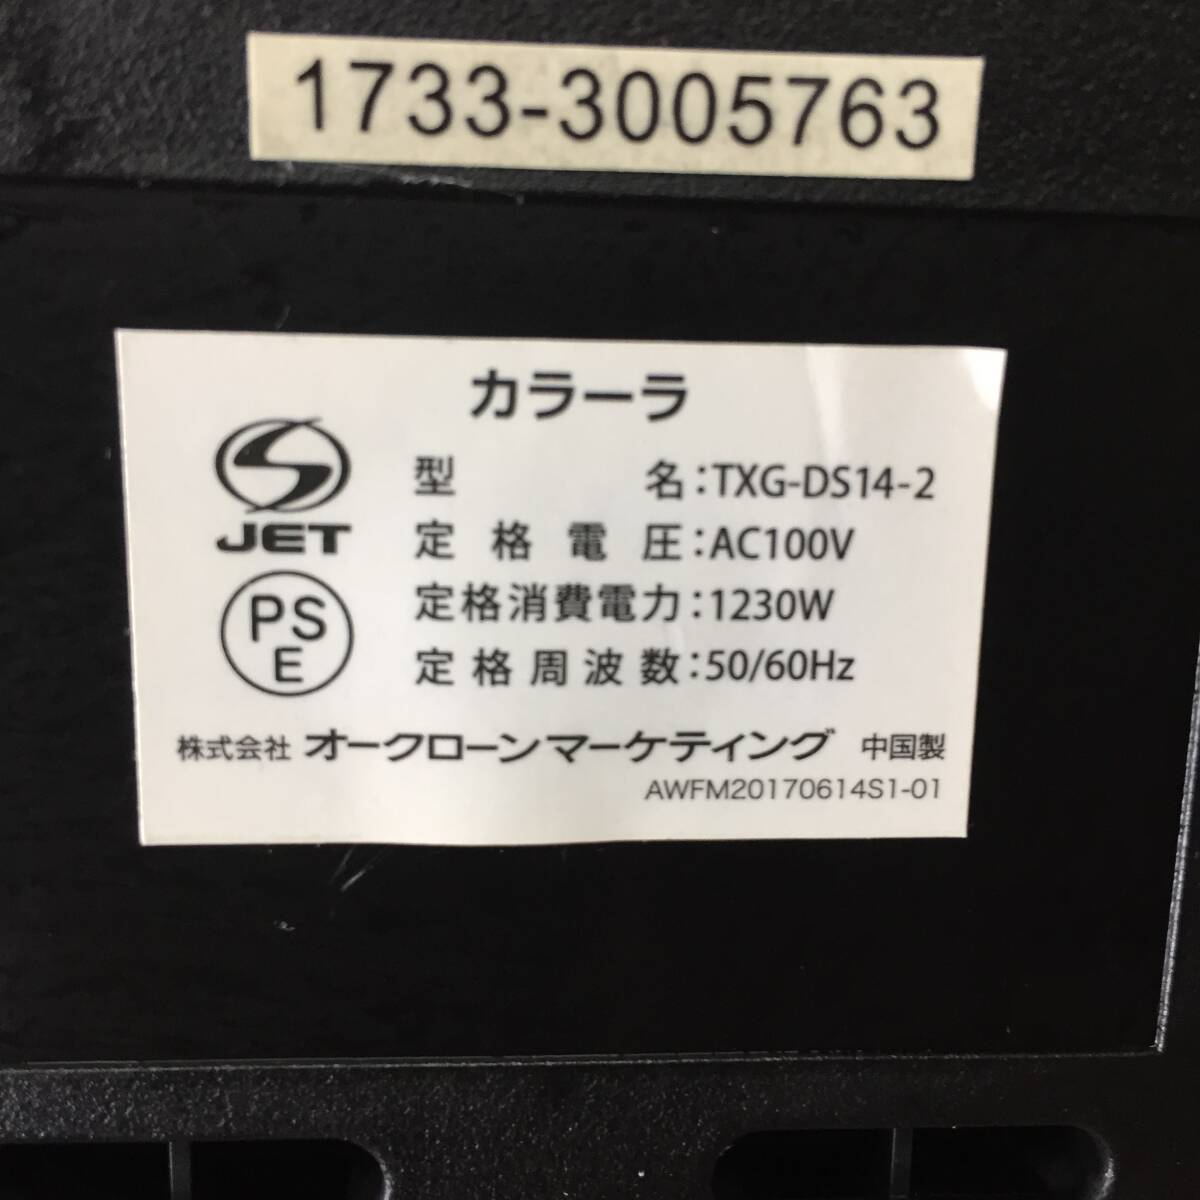 1733-3005763
カラーラ
JET
PS
E
型名:TXG-DS14-2
定格電圧:AC100V
定格消費電力:1230W
定格周波数:50/60Hz
株式会社 オークローンマーケティング 中国製
AWFM20170614S1-01